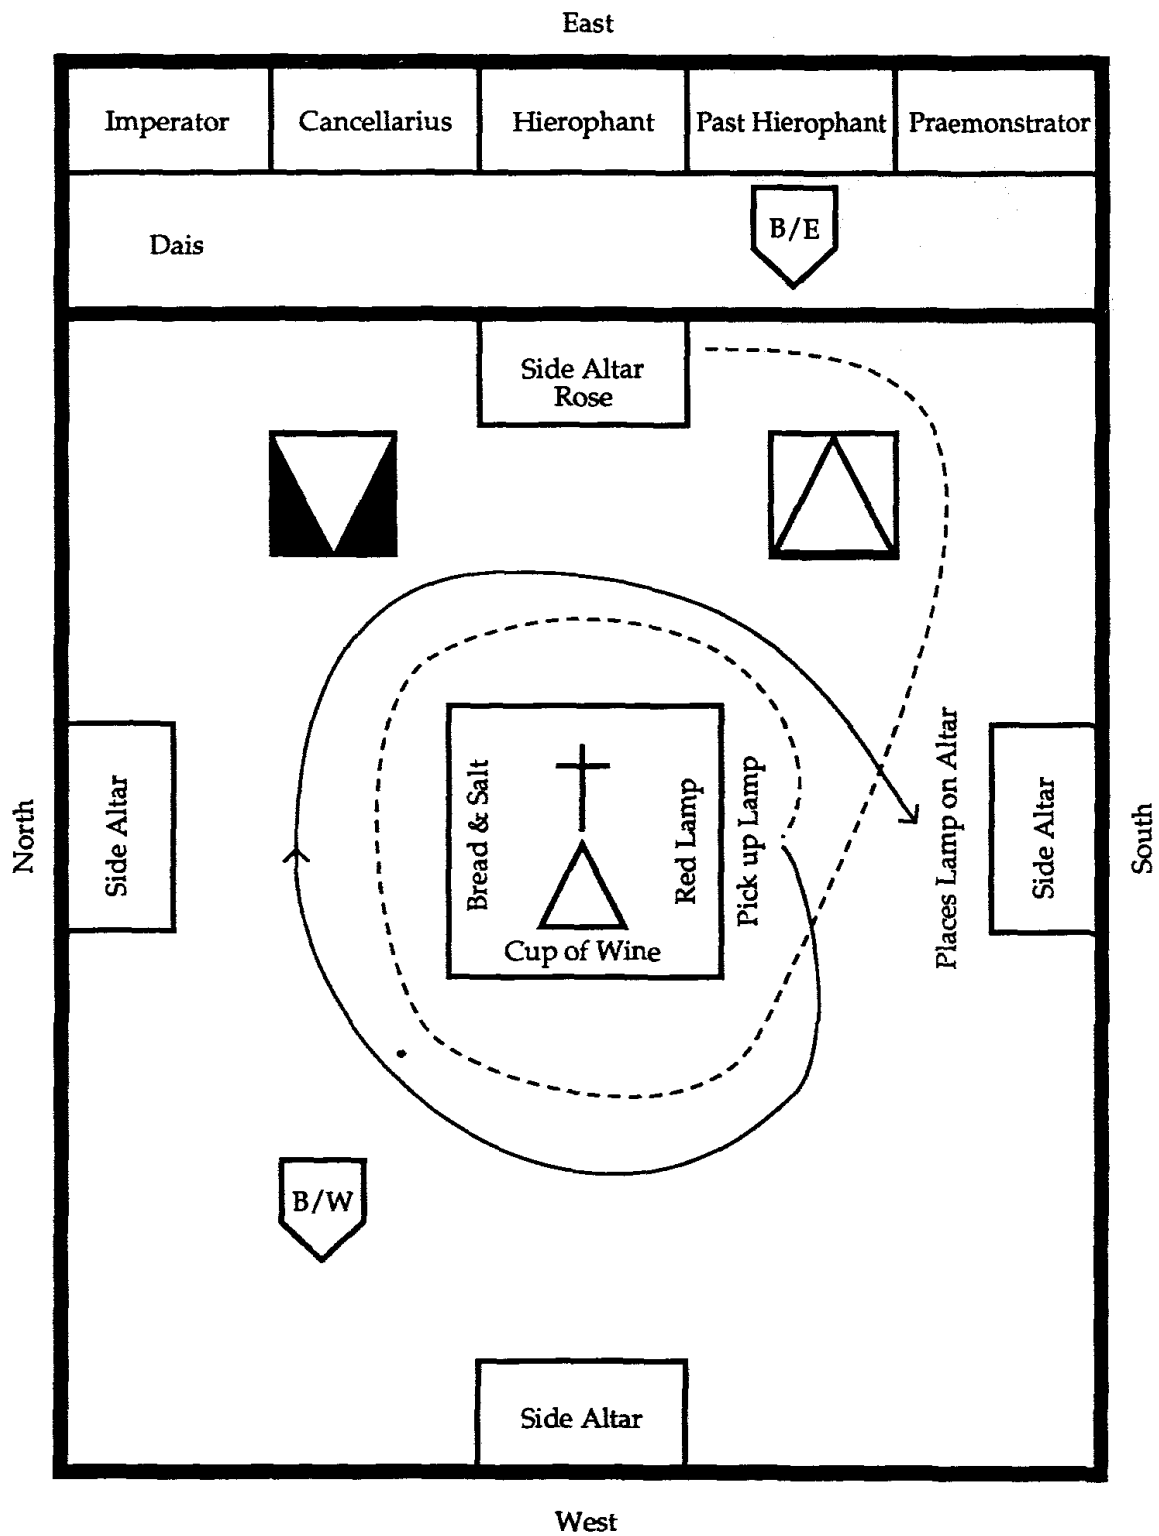 East
Imperator
Cancellarius
Hierophant
Past Hierophant
Praemonstrator
Dais
B/E
Side Altar
Rose
North
Side Altar
Bread & Salt
Red Lamp
Pick up Lamp
Places Lamp on Altar
Side Altar
South
Cup of Wine
B/W
Side Altar
West